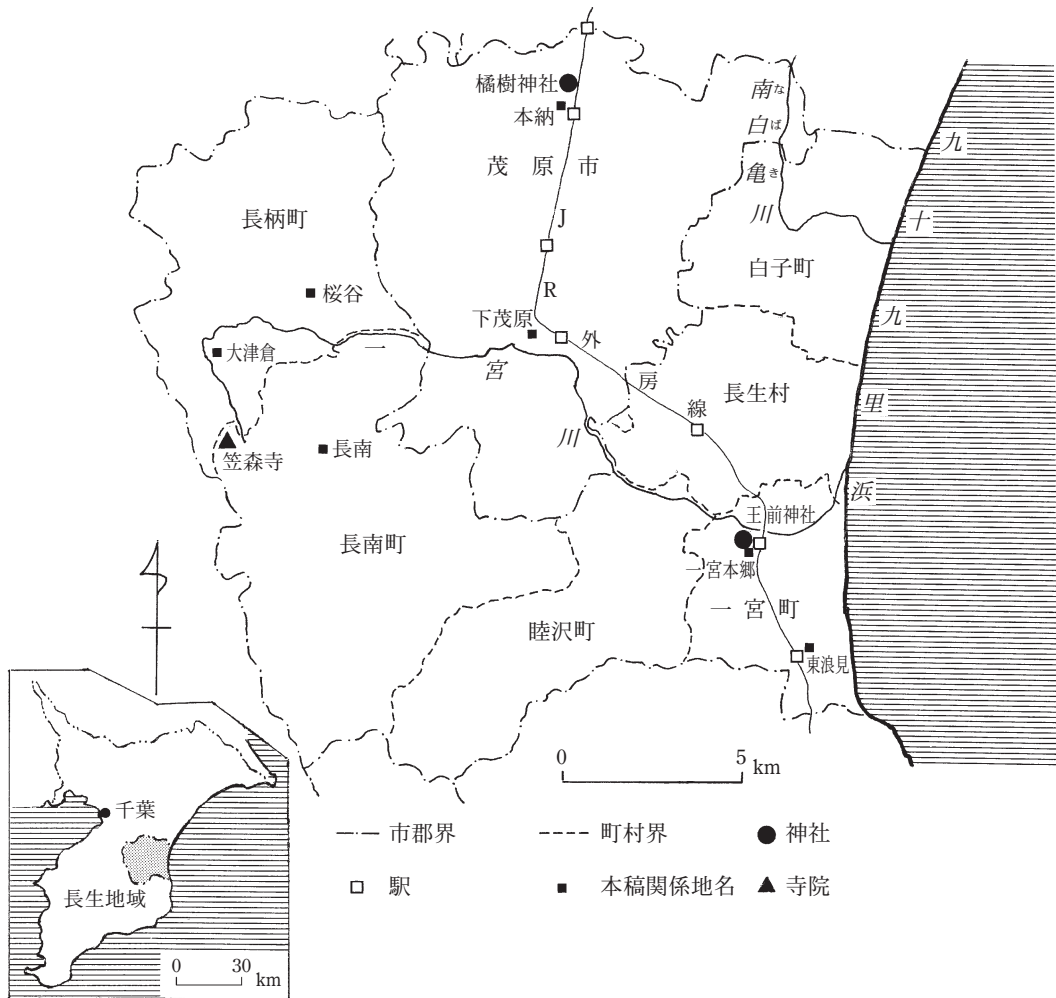 橘樹神社
本納
茂原市
長柄町
桜谷
大津倉
笠森寺
長南
長南町
下茂原
JR外房線
一宮川
南白亀川
なばき
白子町
長生村
九十九里浜
王前神社
一宮本郷
一宮町
東浪見
睦沢町
0 5 km
市郡界
町村界
神社
駅
本稿関係地名
寺院
千葉
長生地域
0 30 km